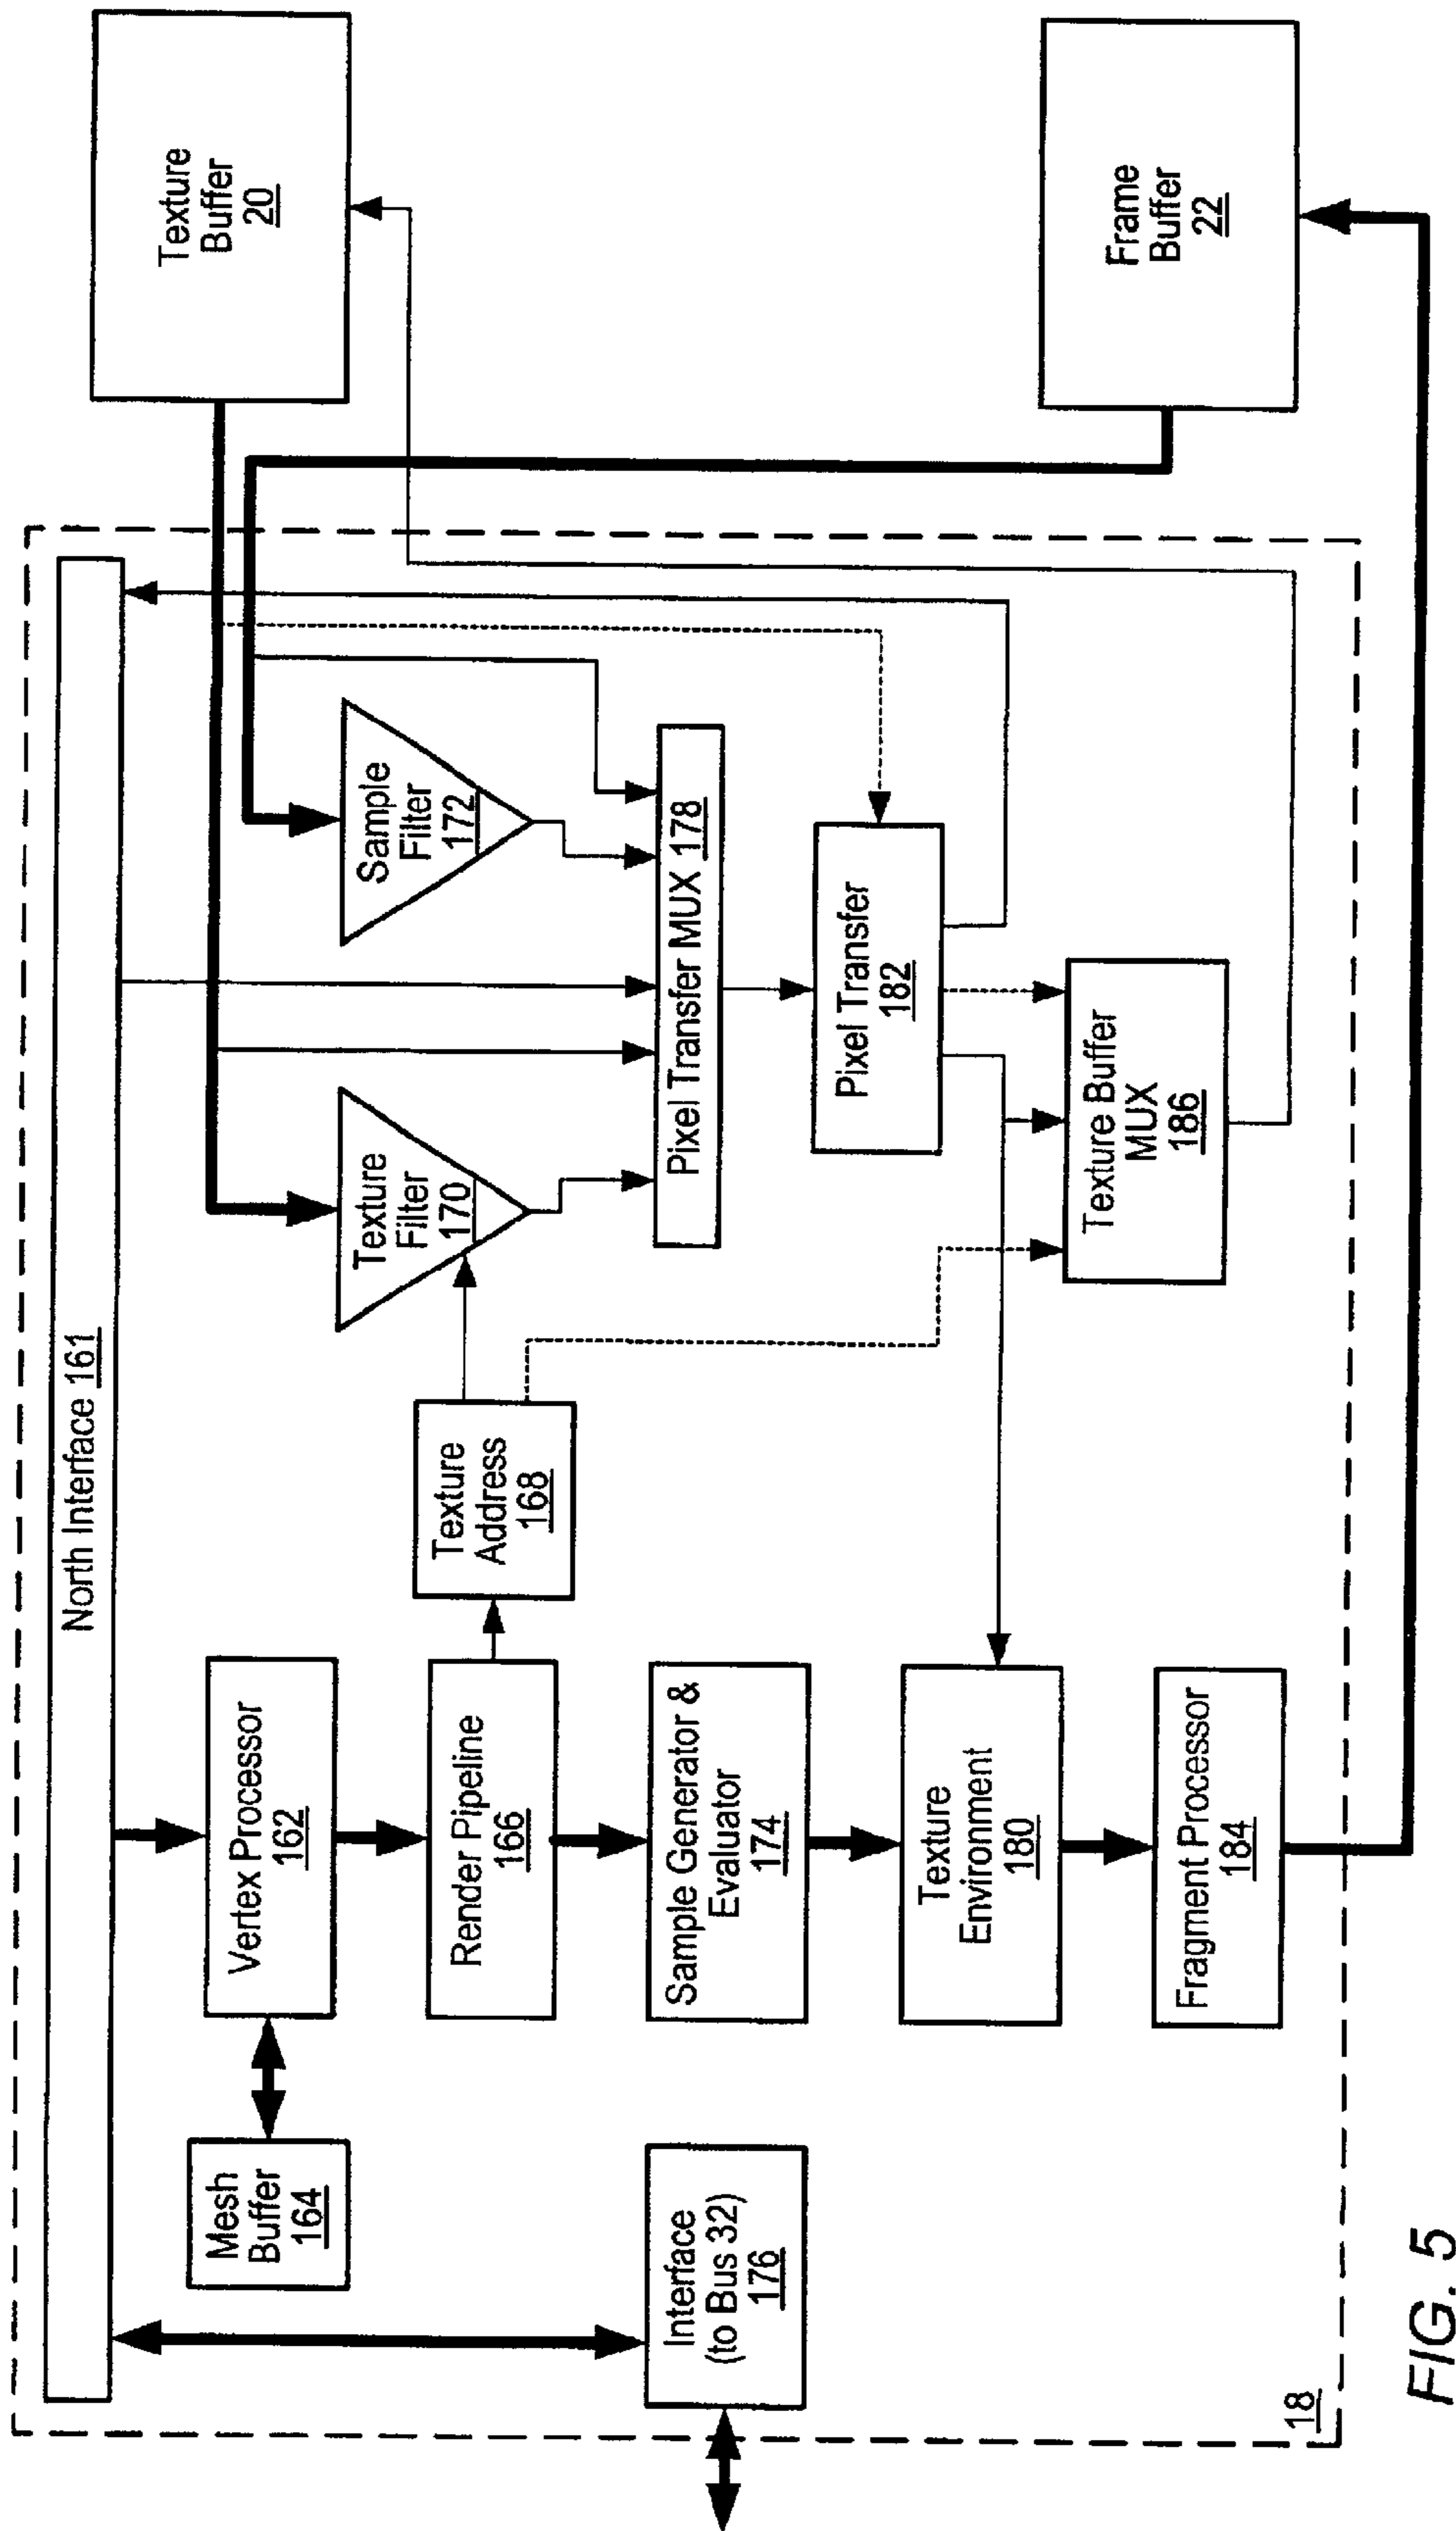 North Interface 161
Mesh
Buffer
164
Vertex Processor
162
Texture
Buffer
20
Render Pipeline
166
Texture
Address
168
Texture
Filter
170
Sample
Filter
172
Interface
(to Bus 32)
176
Sample Generator &
Evaluator
174
Pixel Transfer MUX 178
Texture
Environment
180
Pixel Transfer
182
Fragment Processor
184
Texture Buffer
MUX
186
Frame
Buffer
22
18
FIG. 5